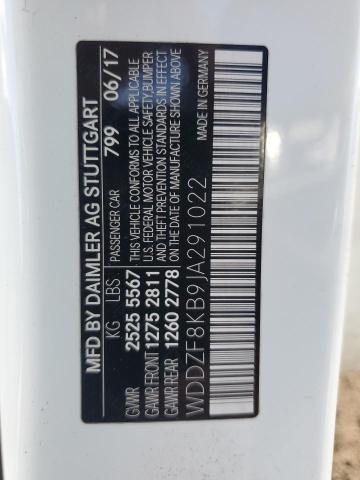 MFD BY DAIMLER AG STUTTGART
PASSENGER CAR 799 06/17
KG LBS
GVWR 2525 5567
GAWR FRONT 1275 2811
GAWR REAR 1260 2778
THIS VEHICLE CONFORMS TO ALL APPLICABLE
U.S. FEDERAL MOTOR VEHICLE SAFETY, BUMPER
AND THEFT PREVENTION STANDARDS IN EFFECT
ON THE DATE OF MANUFACTURE SHOWN ABOVE
WDDZF8KB9JA291022
MADE IN GERMANY